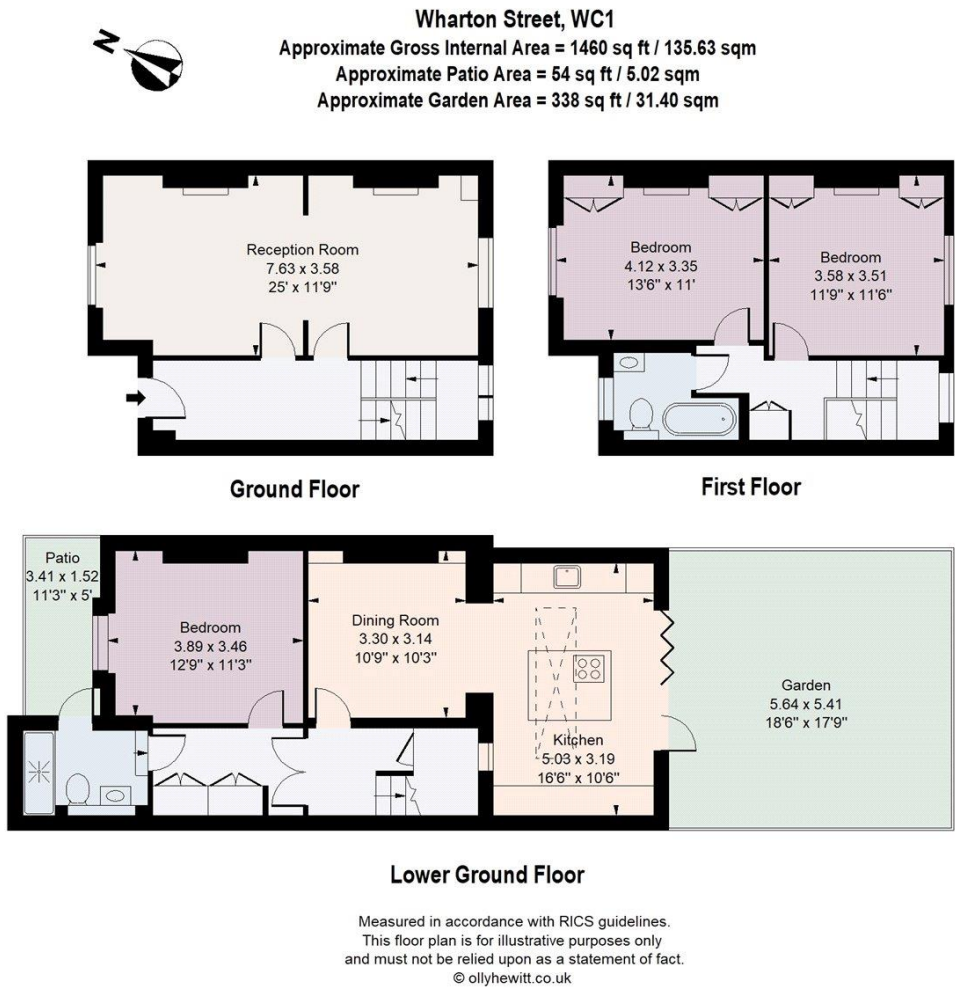 Wharton Street, WC1
Approximate Gross Internal Area = 1460 sq ft / 135.63 sqm
Approximate Patio Area = 54 sq ft / 5.02 sqm
Approximate Garden Area = 338 sq ft / 31.40 sqm
N
Reception Room
7.63 x 3.58
25' x 11'9"
Ground Floor
Bedroom
4.12 x 3.35
13'6" x 11'
Bedroom
3.58 x 3.51
11'9" x 11'6"
First Floor
Patio
3.41 x 1.52
11'3" x 5'
Bedroom
3.89 x 3.46
12'9" x 11'3"
Dining Room
3.30 x 3.14
10'9" x 10'3"
Kitchen
5.03 x 3.19
16'6" x 10'6"
Garden
5.64 x 5.41
18'6" x 17'9"
Lower Ground Floor
Measured in accordance with RICS guidelines.
This floor plan is for illustrative purposes only
and must not be relied upon as a statement of fact.
© ollyhewitt.co.uk